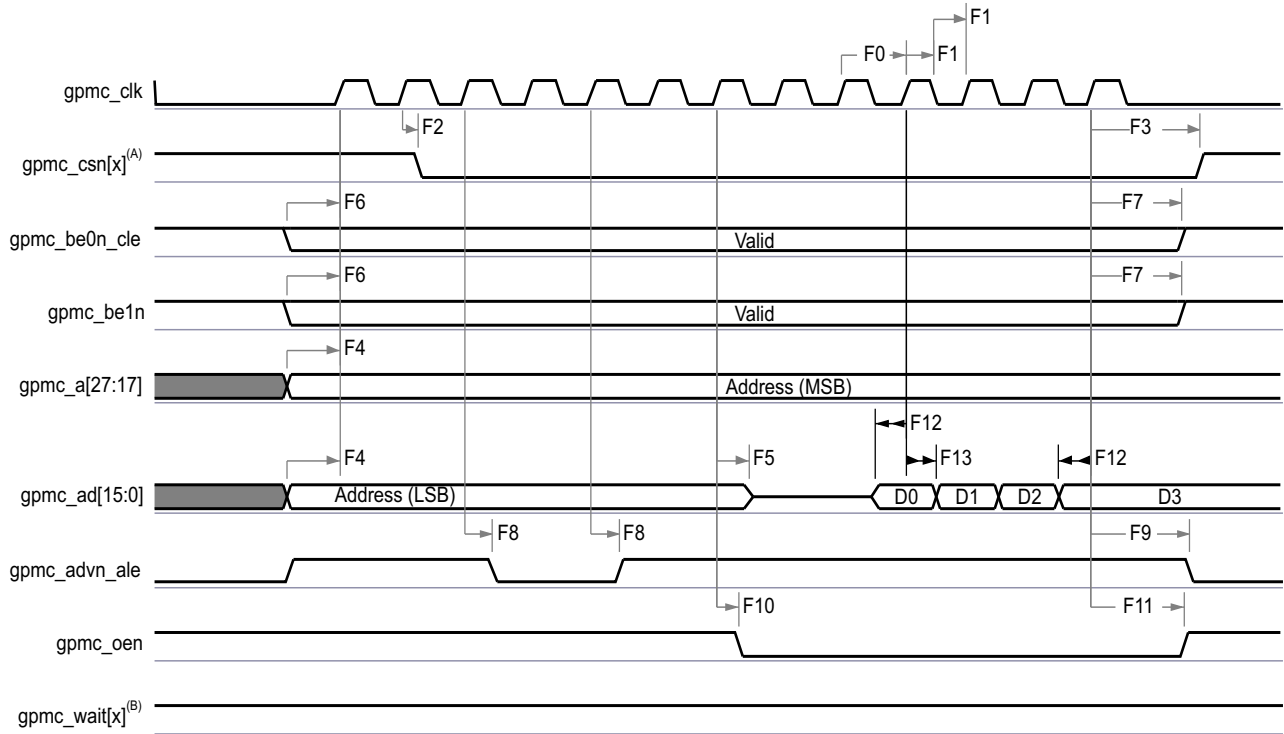 F1
F0 F1
gpmc_clk
F2 F3
gpmc_csn[x](A)
F6 F7
gpmc_be0n_cle Valid
F6 F7
gpmc_be1n Valid
F4
gpmc_a[27:17] Address (MSB)
F12
F4 F5 F13 F12
gpmc_ad[15:0] Address (LSB) D0 D1 D2 D3
F8 F8 F9
gpmc_advn_ale
F10 F11
gpmc_oen
gpmc_wait[x](B)